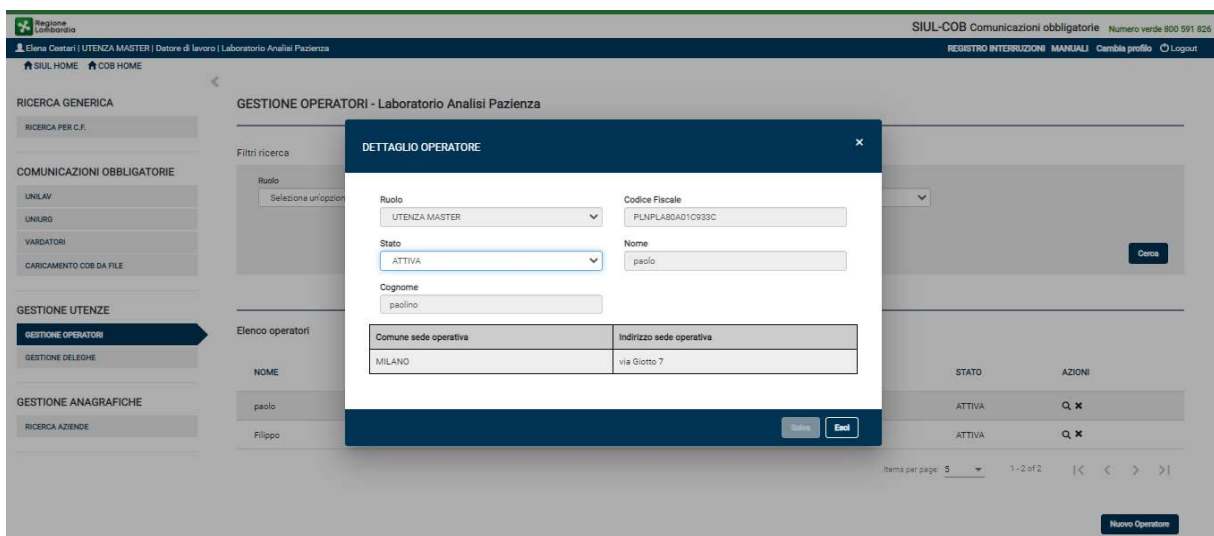 Regione
Lombardia
SIUL-COB Comunicazioni obbligatorie Numero verde 800 591 826
Elena Cestari | UTENZA MASTER | Datore di lavoro | Laboratorio Analisi Pazienza
REGISTRO INTERRUZIONI MANUALI Cambia profilo Logout
SIUL HOME COB HOME
RICERCA GENERICA
RICERCA PER C.F.
COMUNICAZIONI OBBLIGATORIE
UNILAV
UNIURG
VARDATORI
CARICAMENTO COB DA FILE
GESTIONE UTENZE
GESTIONE OPERATORI
GESTIONE DELEGHE
GESTIONE ANAGRAFICHE
RICERCA AZIENDE
GESTIONE OPERATORI - Laboratorio Analisi Pazienza
Filtri ricerca
Ruolo
Seleziona un'opzion
Cerca
DETTAGLIO OPERATORE
Ruolo Codice Fiscale
UTENZA MASTER PLNPLA80A01C933C
Stato Nome
ATTIVA paolo
Cognome
paolino
Comune sede operativa Indirizzo sede operativa
MILANO via Giotto 7
Salva Esci
Elenco operatori
NOME STATO AZIONI
paolo ATTIVA
Filippo ATTIVA
Items per page: 5 1 - 2 of 2
Nuovo Operatore